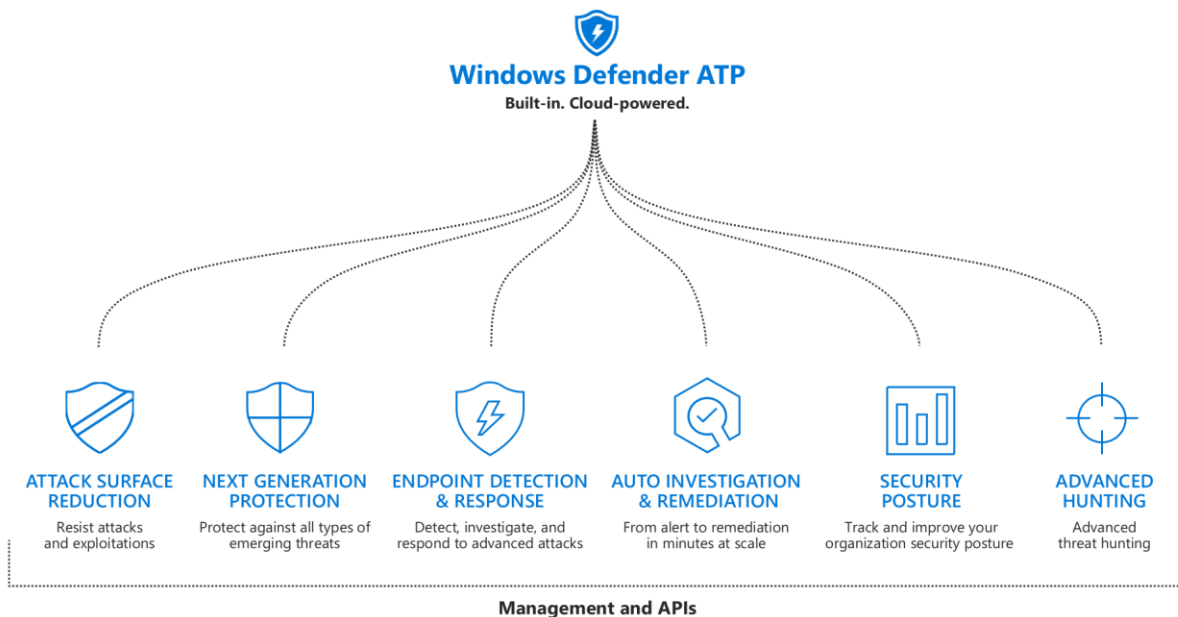 Windows Defender ATP
Built-in. Cloud-powered.
ATTACK SURFACE
REDUCTION
Resist attacks
and exploitations
NEXT GENERATION
PROTECTION
Protect against all types of
emerging threats
ENDPOINT DETECTION
& RESPONSE
Detect, investigate, and
respond to advanced attacks
AUTO INVESTIGATION
& REMEDIATION
From alert to remediation
in minutes at scale
SECURITY
POSTURE
Track and improve your
organization security posture
ADVANCED
HUNTING
Advanced
threat hunting
Management and APIs